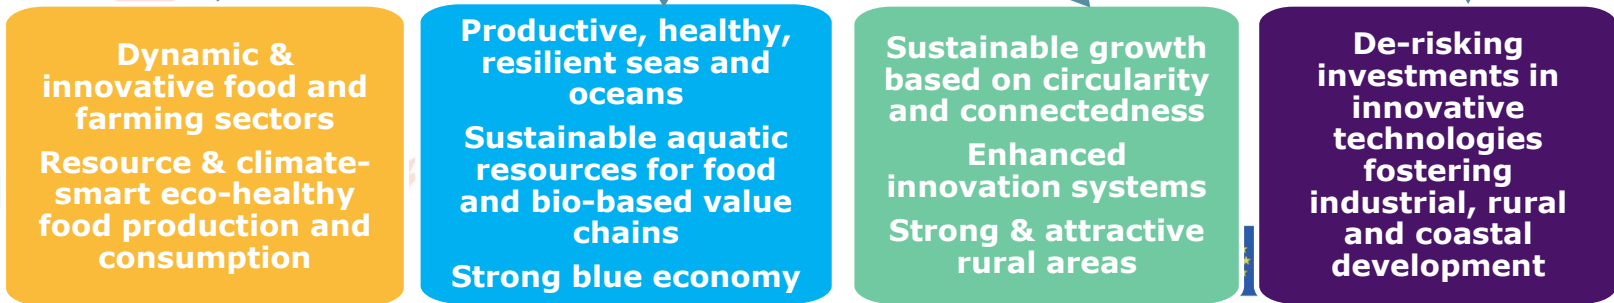 Dynamic &
innovative food and
farming sectors
Resource & climate-
smart eco-healthy
food production and
consumption
Productive, healthy,
resilient seas and
oceans
Sustainable aquatic
resources for food
and bio-based value
chains
Strong blue economy
Sustainable growth
based on circularity
and connectedness
Enhanced
innovation systems
Strong & attractive
rural areas
De-risking
investments in
innovative
technologies
fostering
industrial, rural
and coastal
development